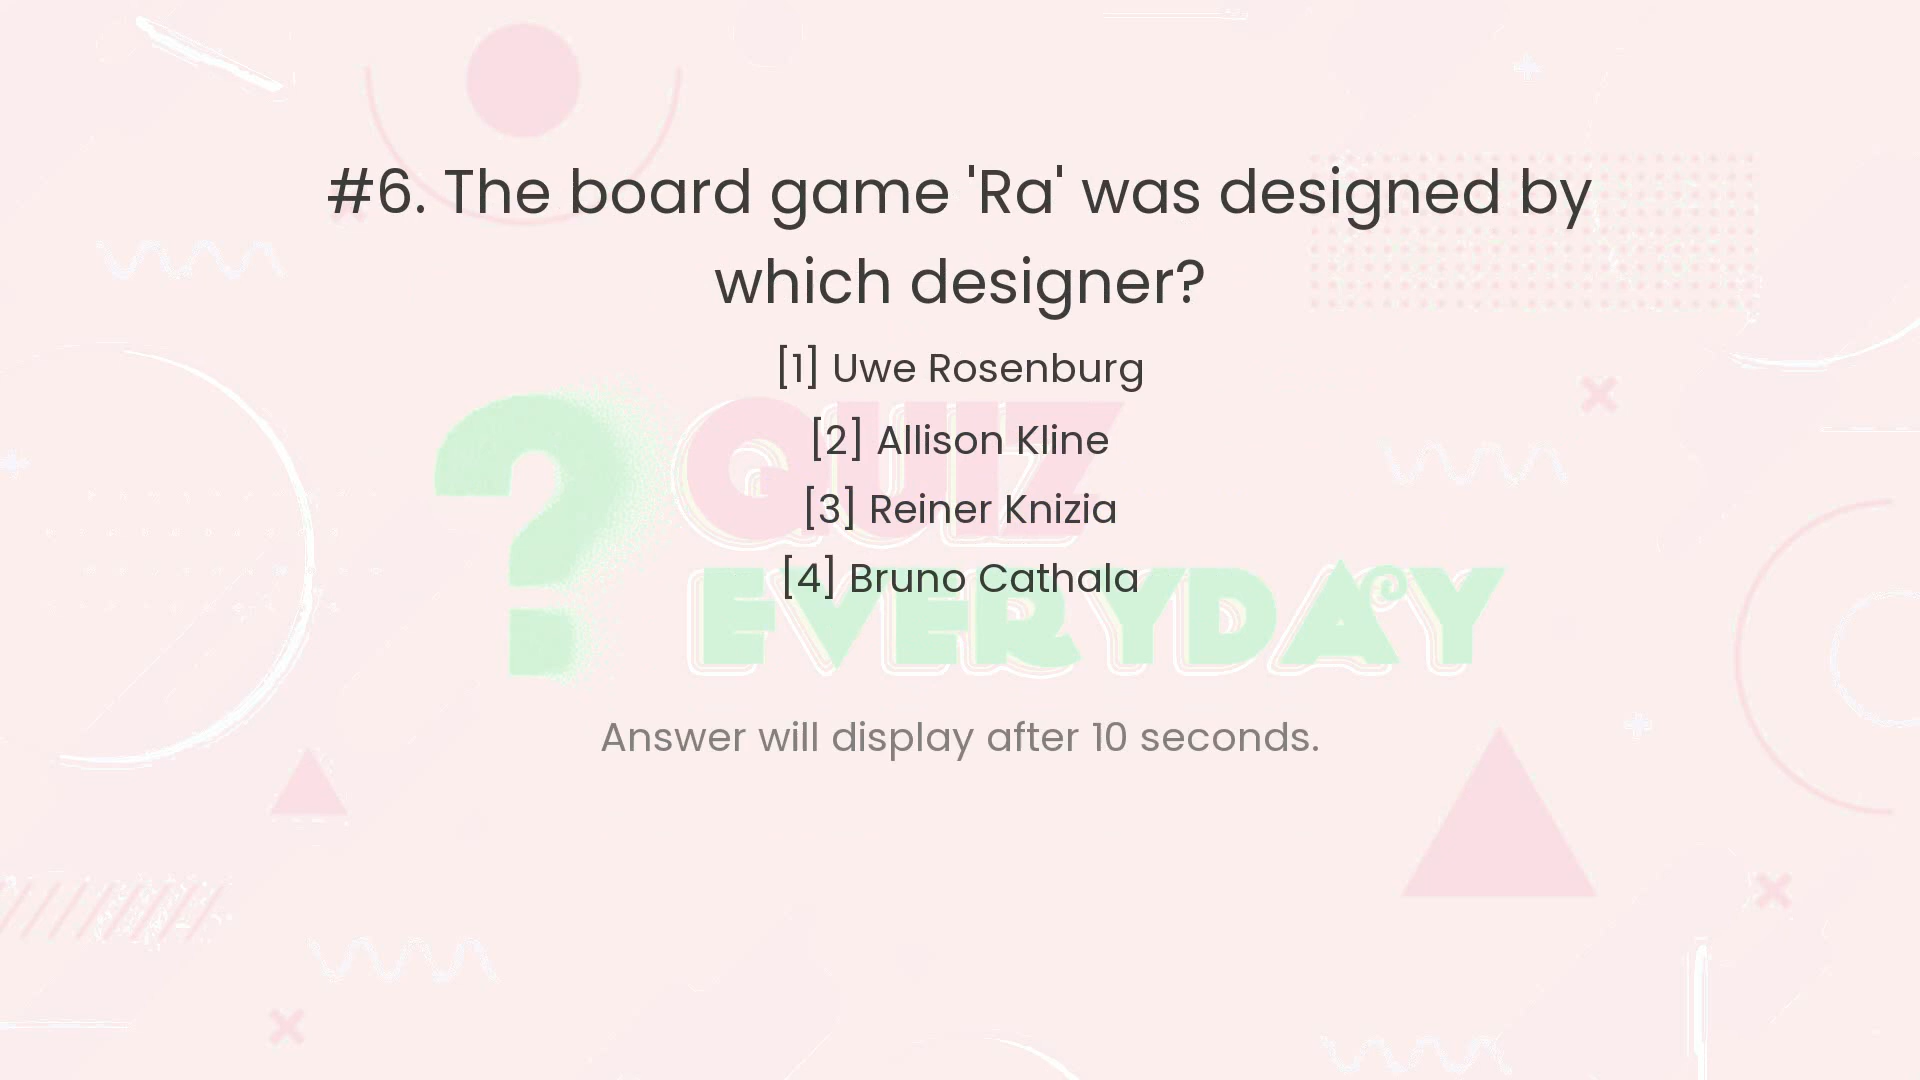 #6. The board game 'Ra' was designed by
which designer?
[1] Uwe Rosenburg
[2] Allison Kline
[3] Reiner Knizia
[4] Bruno Cathala
QUIZ
EVERYDAY
Answer will display after 10 seconds.